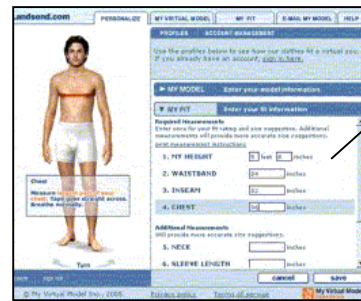 landsend.com
PERSONALIZE
MY VIRTUAL MODEL
MY FIT
E-MAIL MY MODEL
HELP
PROFILES
ACCOUNT MANAGEMENT
Use the profiles below to see how our clothes fit a virtual you.
If you already have an account, sign in here.
MY MODEL Enter your model information
MY FIT Enter your fit information
Required Measurements
Enter yours for your fit rating and size suggestion. Additional
measurements will provide more accurate size suggestions.
print measurement instructions
1. MY HEIGHT feet inches
2. WAISTBAND inches
3. INSEAM inches
4. CHEST inches
Additional Measurements
Will provide more accurate size suggestions.
5. NECK inches
6. SLEEVE LENGTH inches
Chest
Measure largest part of your
chest. Tape straight across.
Breathe normally.
Turn
cancel
save
© My Virtual Model Inc., 2005
Privacy policy
Terms of service
My Virtual Model